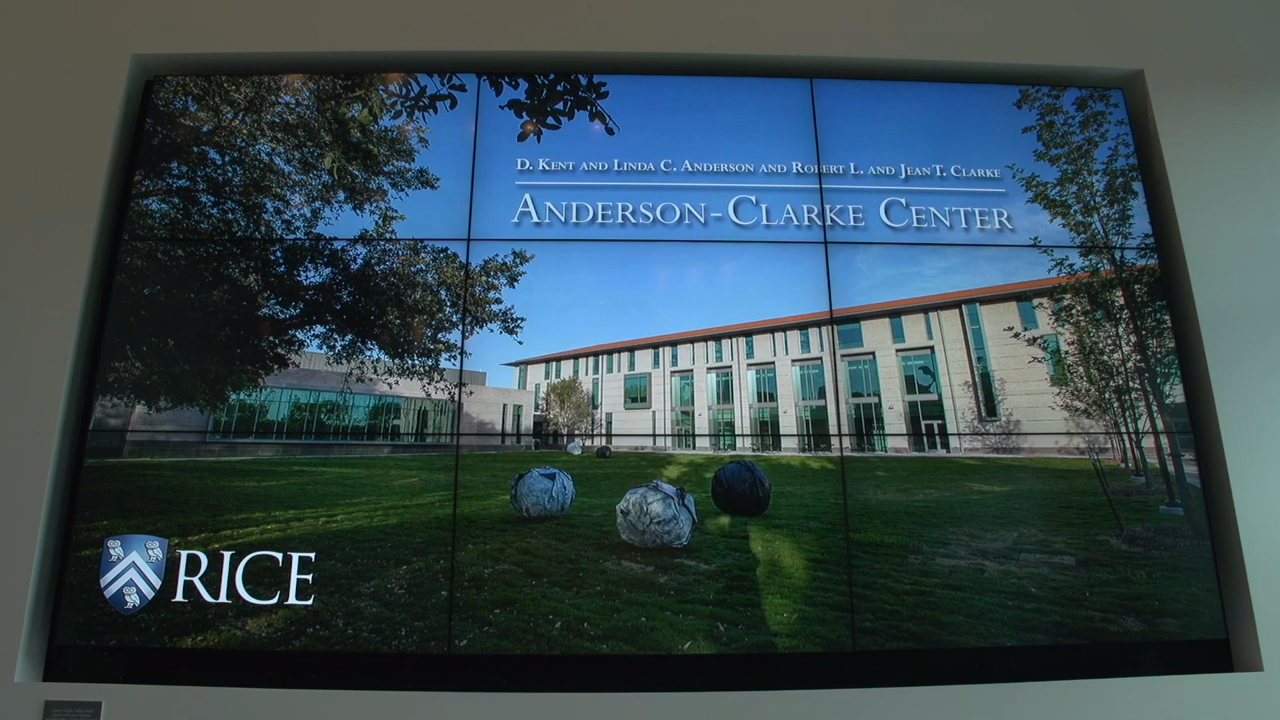 D. KENT AND LINDA C. ANDERSON AND ROBERT L. AND JEAN T. CLARKE
ANDERSON-CLARKE CENTER
RICE